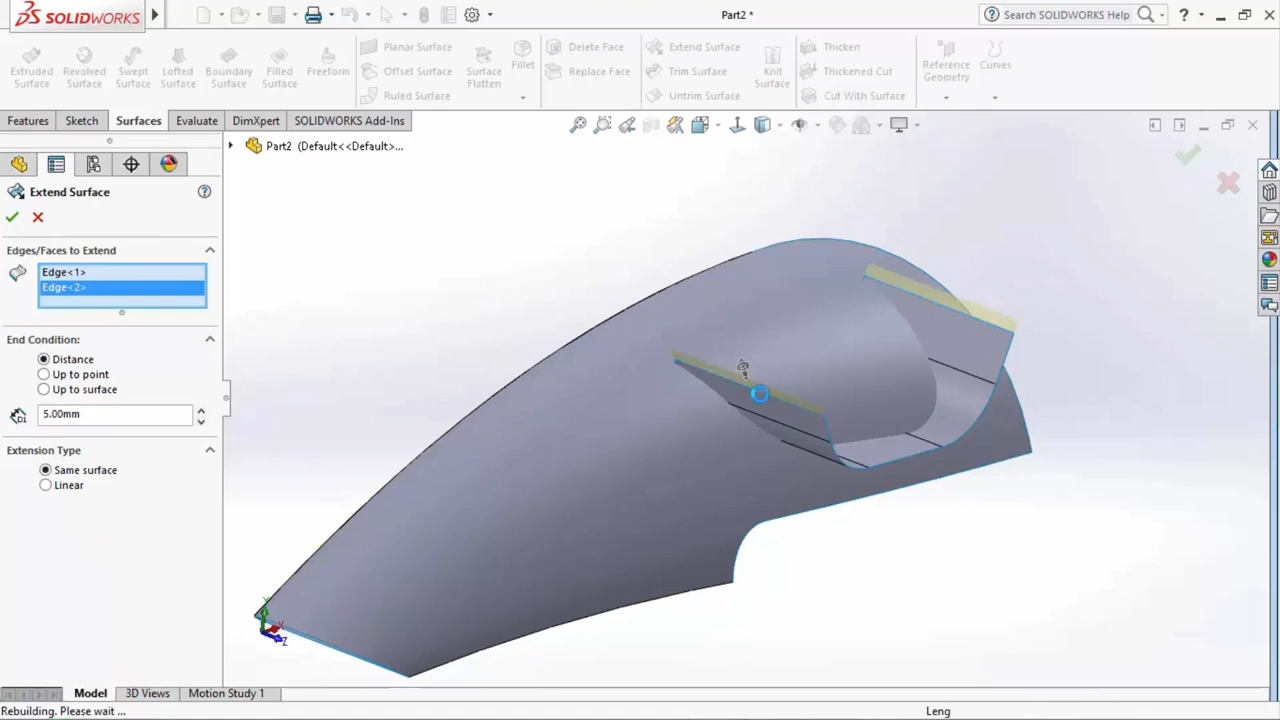 SOLIDWORKS
Part2 *
Search SOLIDWORKS Help
Extruded Surface
Revolved Surface
Swept Surface
Lofted Surface
Boundary Surface
Filled Surface
Freeform
Planar Surface
Offset Surface
Ruled Surface
Surface Flatten
Fillet
Delete Face
Replace Face
Extend Surface
Trim Surface
Untrim Surface
Knit Surface
Thicken
Thickened Cut
Cut With Surface
Reference Geometry
Curves
Features
Sketch
Surfaces
Evaluate
DimXpert
SOLIDWORKS Add-Ins
Part2 (Default<<Default>...
Extend Surface
Edges/Faces to Extend
Edge<1>
Edge<2>
End Condition:
Distance
Up to point
Up to surface
D1
5.00mm
Extension Type
Same surface
Linear
Y
X
Z
Model
3D Views
Motion Study 1
Rebuilding. Please wait ...
Leng